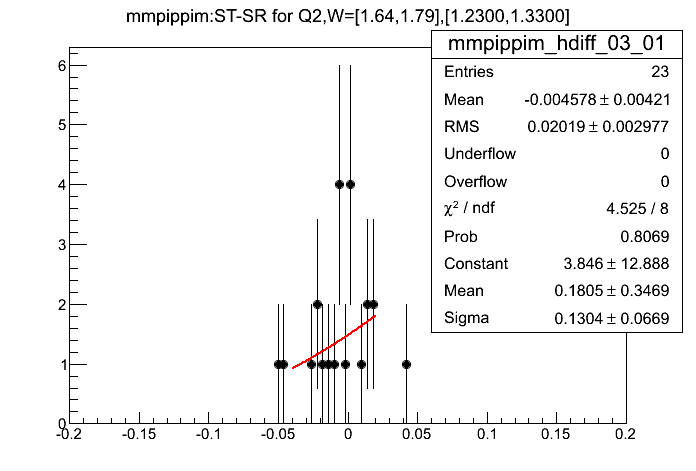 mmpippim:ST-SR for Q2,W=[1.64,1.79],[1.2300,1.3300]
mmpippim_hdiff_03_01
Entries 23
Mean -0.004578 ± 0.00421
RMS 0.02019 ± 0.002977
Underflow 0
Overflow 0
χ² / ndf 4.525 / 8
Prob 0.8069
Constant 3.846 ± 12.888
Mean 0.1805 ± 0.3469
Sigma 0.1304 ± 0.0669
6
5
4
3
2
1
0
-0.2 -0.15 -0.1 -0.05 0 0.05 0.1 0.15 0.2